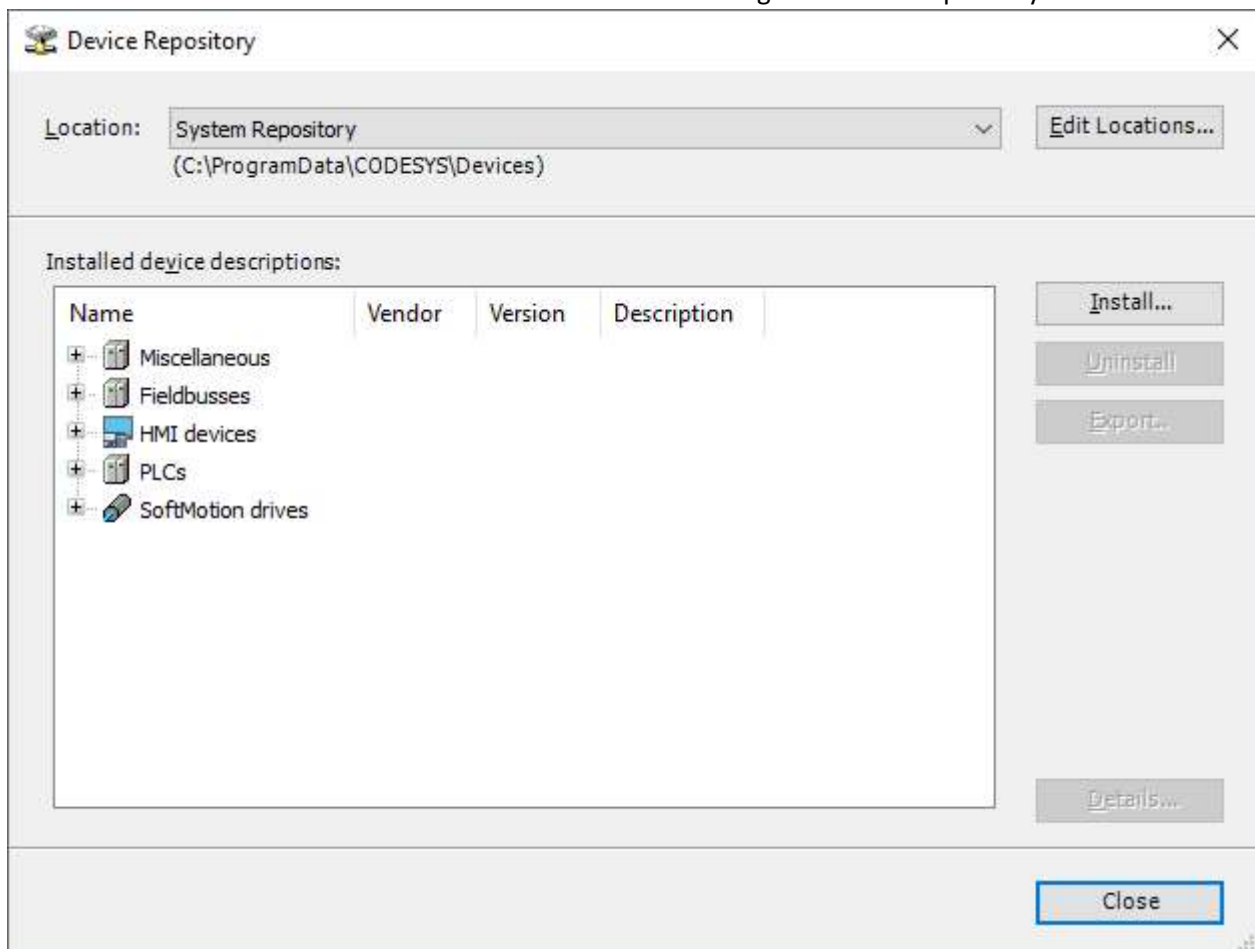 Device Repository
Location: System Repository Edit Locations...
(C:\ProgramData\CODESYS\Devices)
Installed device descriptions:
Name Vendor Version Description
Install...
Miscellaneous
Uninstall
Fieldbusses
Export...
HMI devices
PLCs
SoftMotion drives
Details...
Close